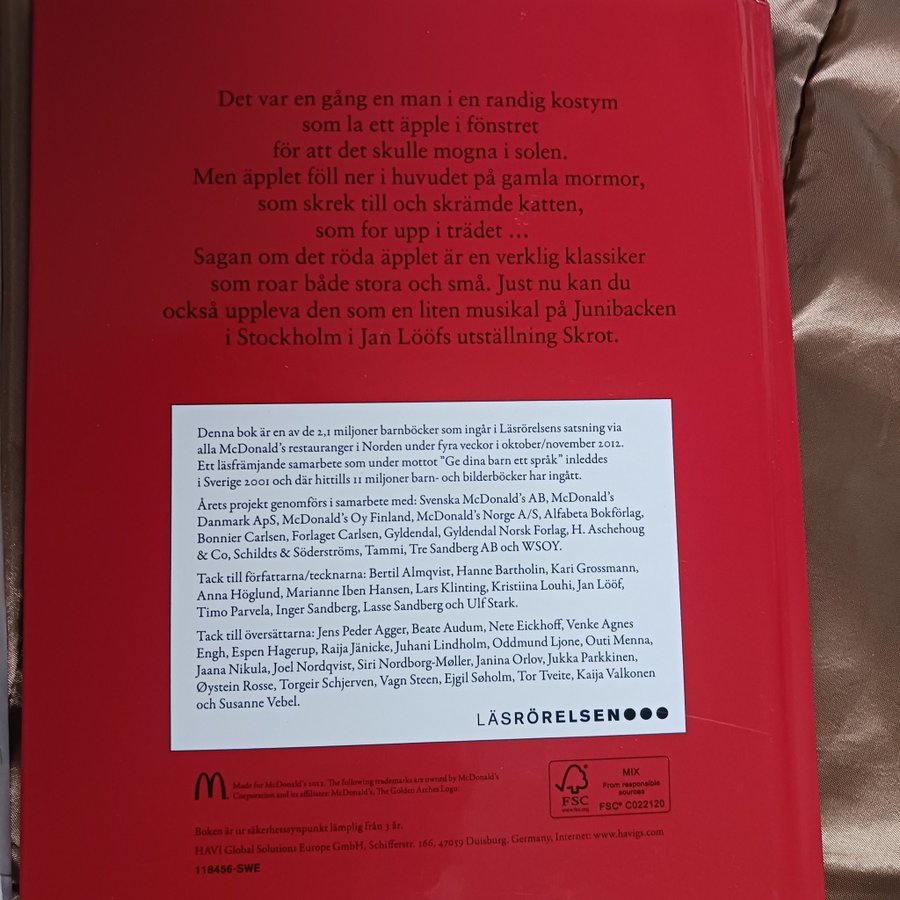 Det var en gång en man i en randig kostym
som la ett äpple i fönstret
för att det skulle mogna i solen.
Men äpplet föll ner i huvudet på gamla mormor,
som skrek till och skrämde katten,
som for upp i trädet ...
Sagan om det röda äpplet är en verklig klassiker
som roar både stora och små. Just nu kan du
också uppleva den som en liten musikal på Junibacken
i Stockholm i Jan Lööfs utställning Skrot.
Denna bok är en av de 2,1 miljoner barnböcker som ingår i Läsrörelsens satsning via
alla McDonald's restauranger i Norden under fyra veckor i oktober/november 2012.
Ett läsfrämjande samarbete som under mottot "Ge dina barn ett språk" inleddes
i Sverige 2001 och där hittills 11 miljoner barn- och bilderböcker har ingått.
Årets projekt genomförs i samarbete med: Svenska McDonald's AB, McDonald's
Danmark ApS, McDonald's Oy Finland, McDonald's Norge A/S, Alfabeta Bokförlag,
Bonnier Carlsen, Forlaget Carlsen, Gyldendal, Gyldendal Norsk Forlag, H. Aschehoug
& Co, Schildts & Söderströms, Tammi, Tre Sandberg AB och WSOY.
Tack till författarna/tecknarna: Bertil Almqvist, Hanne Bartholin, Kari Grossmann,
Anna Höglund, Marianne Iben Hansen, Lars Klinting, Kristiina Louhi, Jan Lööf,
Timo Parvela, Inger Sandberg, Lasse Sandberg och Ulf Stark.
Tack till översättarna: Jens Peder Agger, Beate Audum, Nete Eickhoff, Venke Agnes
Engh, Espen Hagerup, Raija Jänicke, Juhani Lindholm, Oddmund Ljone, Outi Menna,
Jaana Nikula, Joel Nordqvist, Siri Nordborg-Møller, Janina Orlov, Jukka Parkkinen,
Øystein Rosse, Torgeir Schjerven, Vagn Steen, Ejgil Søholm, Tor Tveite, Kaija Valkonen
och Susanne Vebel.
LÄSRÖRELSEN●●●
Made for McDonald's 2012. The following trademarks are owned by McDonald's
Corporation and its affiliates: McDonald's, The Golden Arches Logo.
FSC
www.fsc.org
MIX
From responsible
sources
FSC® C022120
Boken är ur säkerhetssynpunkt lämplig från 3 år.
HAVI Global Solutions Europe GmbH, Schifferstr. 166, 47059 Duisburg, Germany, Internet: www.havigs.com
118456-SWE